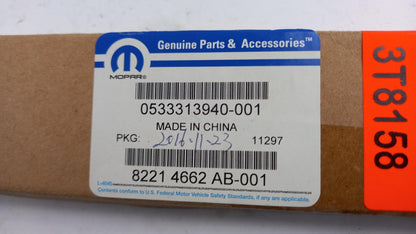 Genuine Parts & Accessories™
MOPAR®
0533313940-001
MADE IN CHINA
PKG: 2016.11.23 11297
8221 4662 AB-001
Contents conform to U.S. Federal Motor Vehicle Safety Standards, if any are applicable.
3T8158